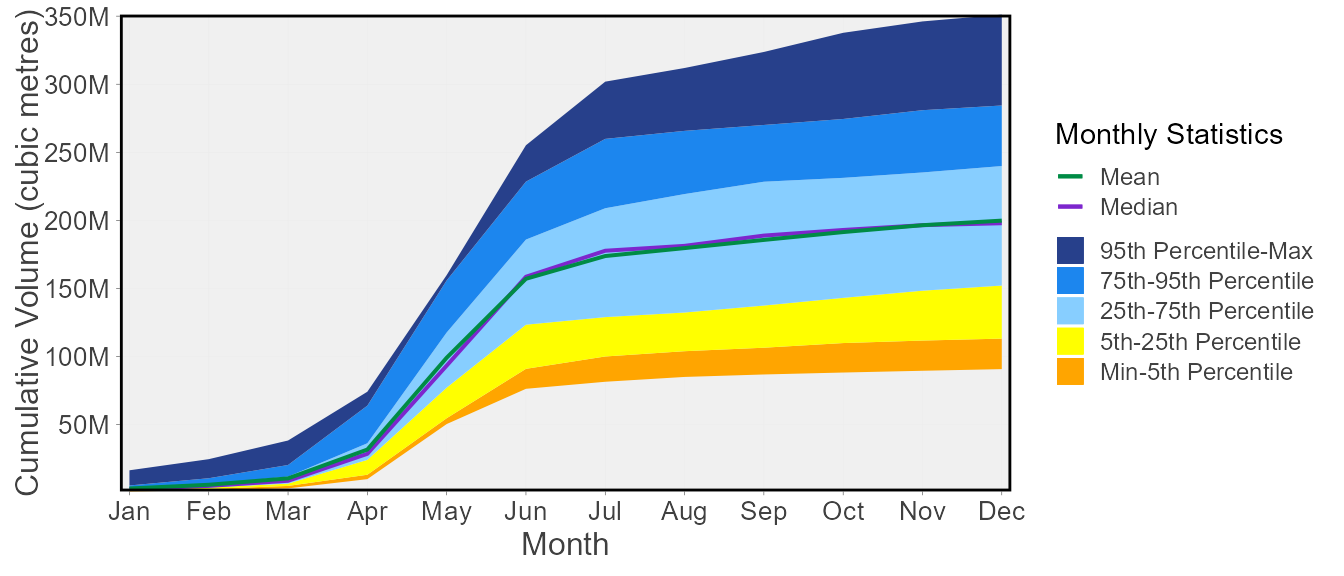 350M
300M
250M
200M
150M
100M
50M
Cumulative Volume (cubic metres)
Jan Feb Mar Apr May Jun Jul Aug Sep Oct Nov Dec
Month
Monthly Statistics
Mean
Median
95th Percentile-Max
75th-95th Percentile
25th-75th Percentile
5th-25th Percentile
Min-5th Percentile